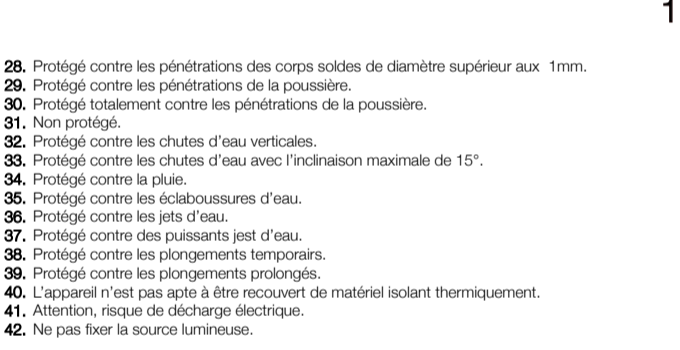 1
28. Protégé contre les pénétrations des corps soldes de diamètre supérieur aux 1mm.
29. Protégé contre les pénétrations de la poussière.
30. Protégé totalement contre les pénétrations de la poussière.
31. Non protégé.
32. Protégé contre les chutes d'eau verticales.
33. Protégé contre les chutes d'eau avec l'inclinaison maximale de 15°.
34. Protégé contre la pluie.
35. Protégé contre les éclaboussures d'eau.
36. Protégé contre les jets d'eau.
37. Protégé contre des puissants jest d'eau.
38. Protégé contre les plongements temporairs.
39. Protégé contre les plongements prolongés.
40. L'appareil n'est pas apte à être recouvert de matériel isolant thermiquement.
41. Attention, risque de décharge électrique.
42. Ne pas fixer la source lumineuse.